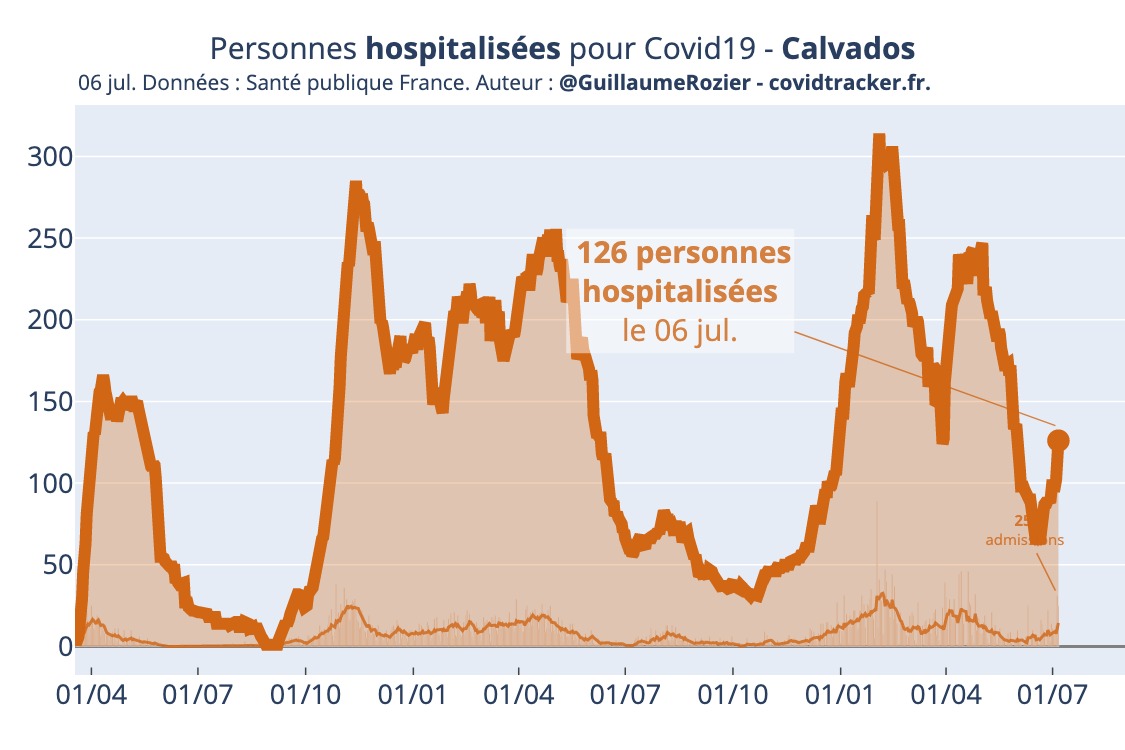 Personnes hospitalisées pour Covid19 - Calvados
06 jul. Données : Santé publique France. Auteur : @GuillaumeRozier - covidtracker.fr.
300
250
200
150
100
50
0
126 personnes
hospitalisées
le 06 jul.
25
admissions
01/04 01/07 01/10 01/01 01/04 01/07 01/10 01/01 01/04 01/07